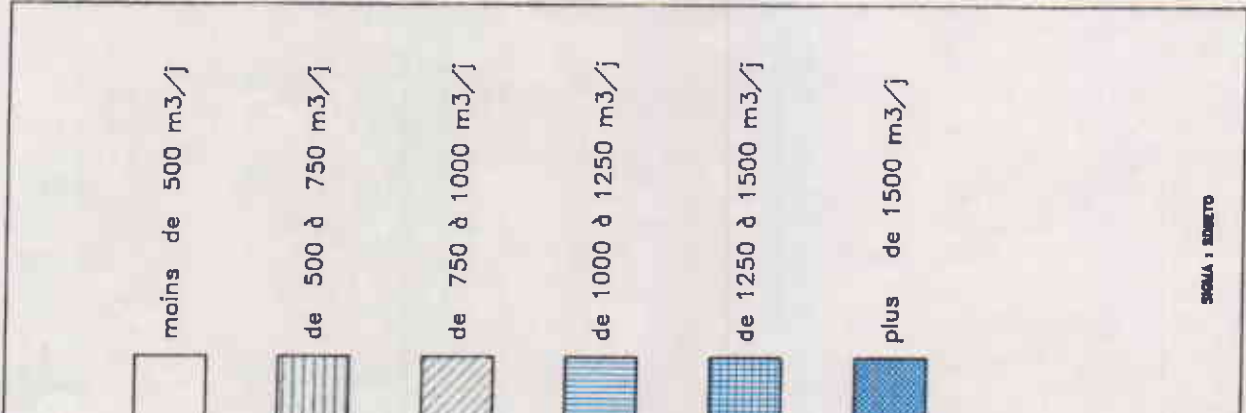 moins de 500 m3/j
de 500 à 750 m3/j
de 750 à 1000 m3/j
de 1000 à 1250 m3/j
de 1250 à 1500 m3/j
plus de 1500 m3/j
SIGMA :